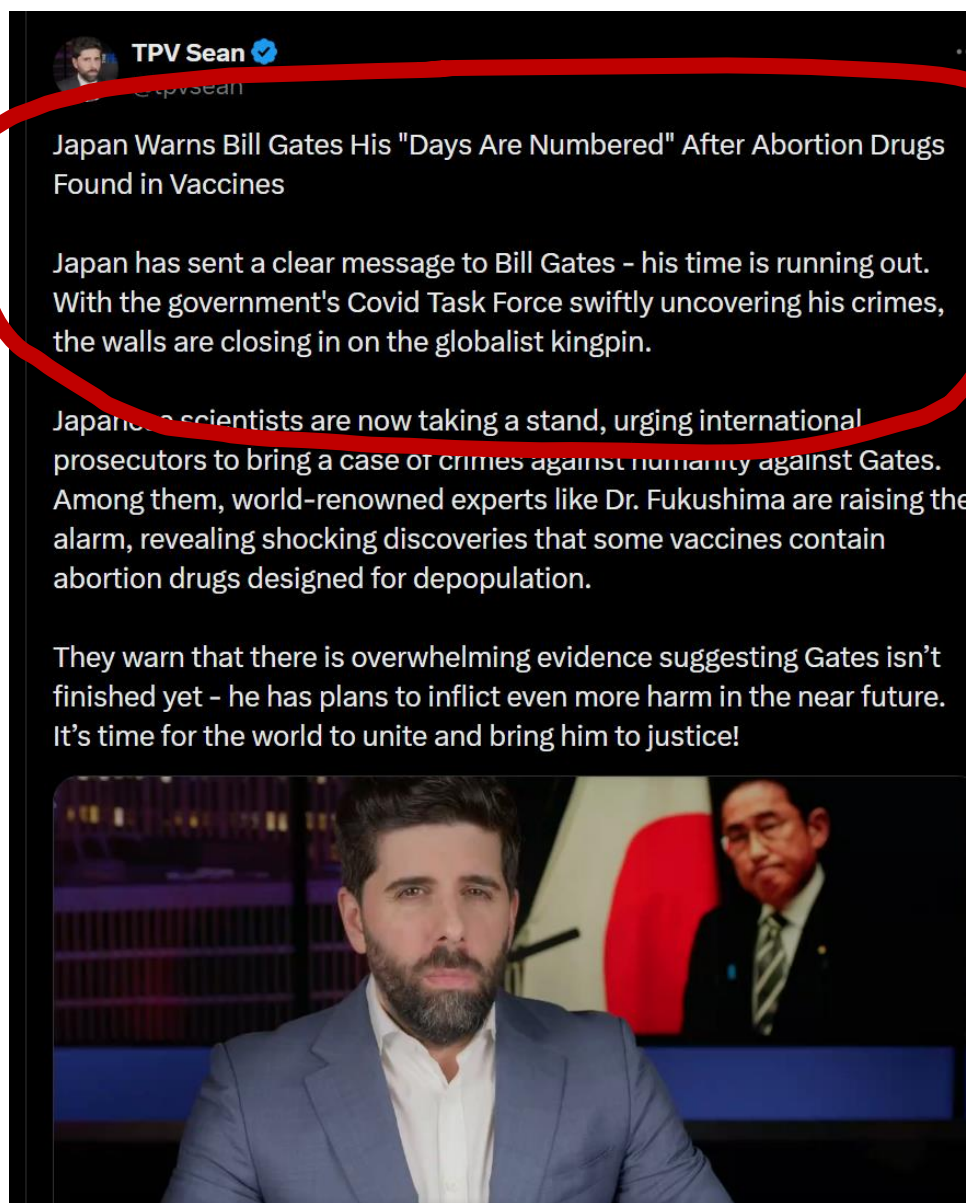 TPV Sean
@tpvsean
Japan Warns Bill Gates His "Days Are Numbered" After Abortion Drugs
Found in Vaccines
Japan has sent a clear message to Bill Gates – his time is running out.
With the government's Covid Task Force swiftly uncovering his crimes,
the walls are closing in on the globalist kingpin.
Japanese scientists are now taking a stand, urging international
prosecutors to bring a case of crimes against humanity against Gates.
Among them, world-renowned experts like Dr. Fukushima are raising the
alarm, revealing shocking discoveries that some vaccines contain
abortion drugs designed for depopulation.
They warn that there is overwhelming evidence suggesting Gates isn’t
finished yet – he has plans to inflict even more harm in the near future.
It’s time for the world to unite and bring him to justice!